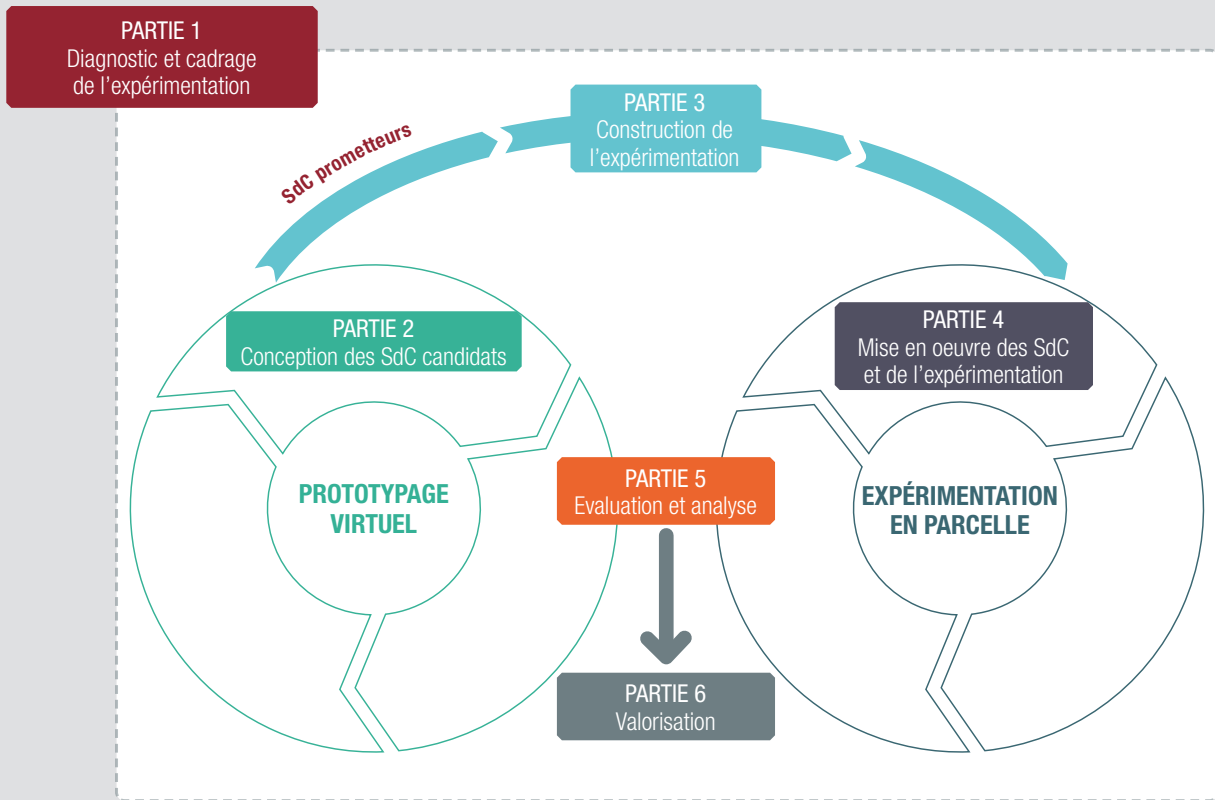 PARTIE 1
Diagnostic et cadrage
de l'expérimentation
PARTIE 3
Construction de
l'expérimentation
SdC prometteurs
PARTIE 2
Conception des SdC candidats
PARTIE 4
Mise en oeuvre des SdC
et de l'expérimentation
PROTOTYPAGE
VIRTUEL
PARTIE 5
Evaluation et analyse
EXPÉRIMENTATION
EN PARCELLE
PARTIE 6
Valorisation